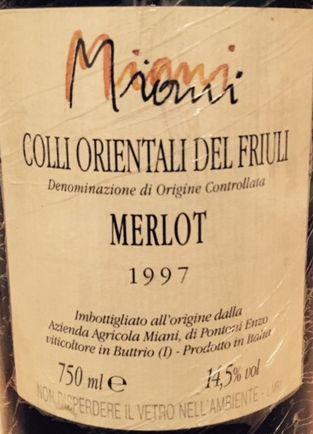 Miani
COLLI ORIENTALI DEL FRIULI
Denominazione di Origine Controllata
MERLOT
1997
Imbottigliato all'origine dalla
Azienda Agricola Miani, di Pontoni Enzo
viticoltore in Buttrio (I) - Prodotto in Italia
750 ml e 14,5% vol
NON DISPERDERE IL VETRO NELL'AMBIENTE -